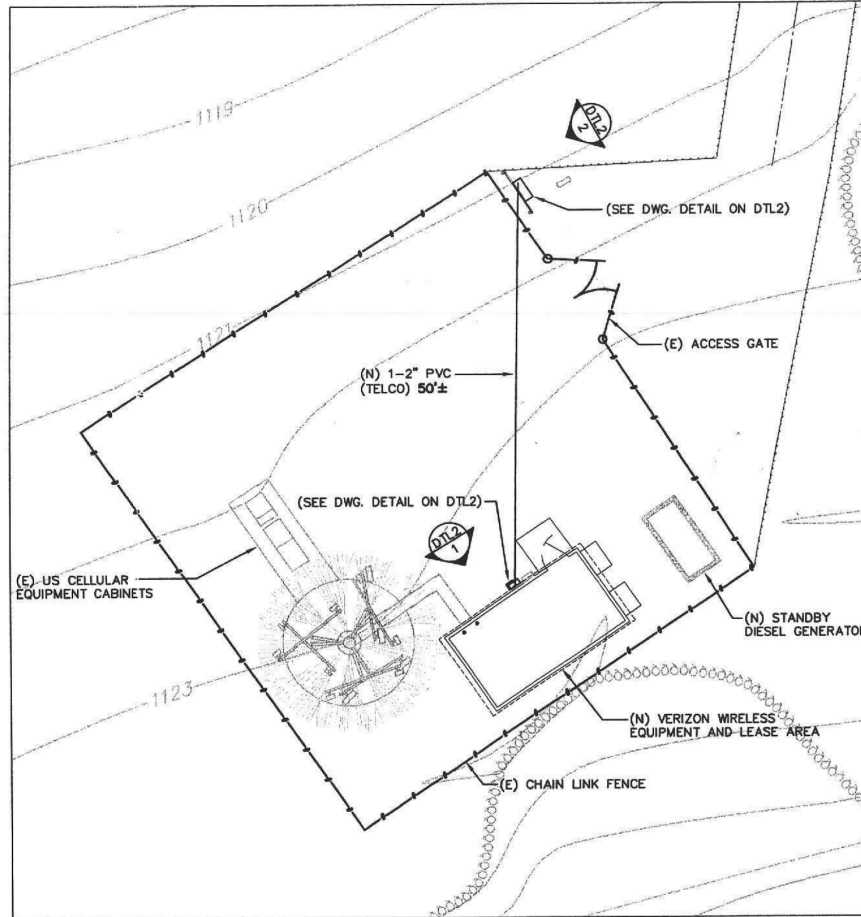 1119
DTL2
2
(SEE DWG. DETAIL ON DTL2)
1120
1121
(E) ACCESS GATE
(N) 1-2" PVC
(TELCO) 50'±
(SEE DWG. DETAIL ON DTL2)
DTL2
1
(E) US CELLULAR
EQUIPMENT CABINETS
(N) STANDBY
DIESEL GENERATOR
1123
(N) VERIZON WIRELESS
EQUIPMENT AND LEASE AREA
(E) CHAIN LINK FENCE